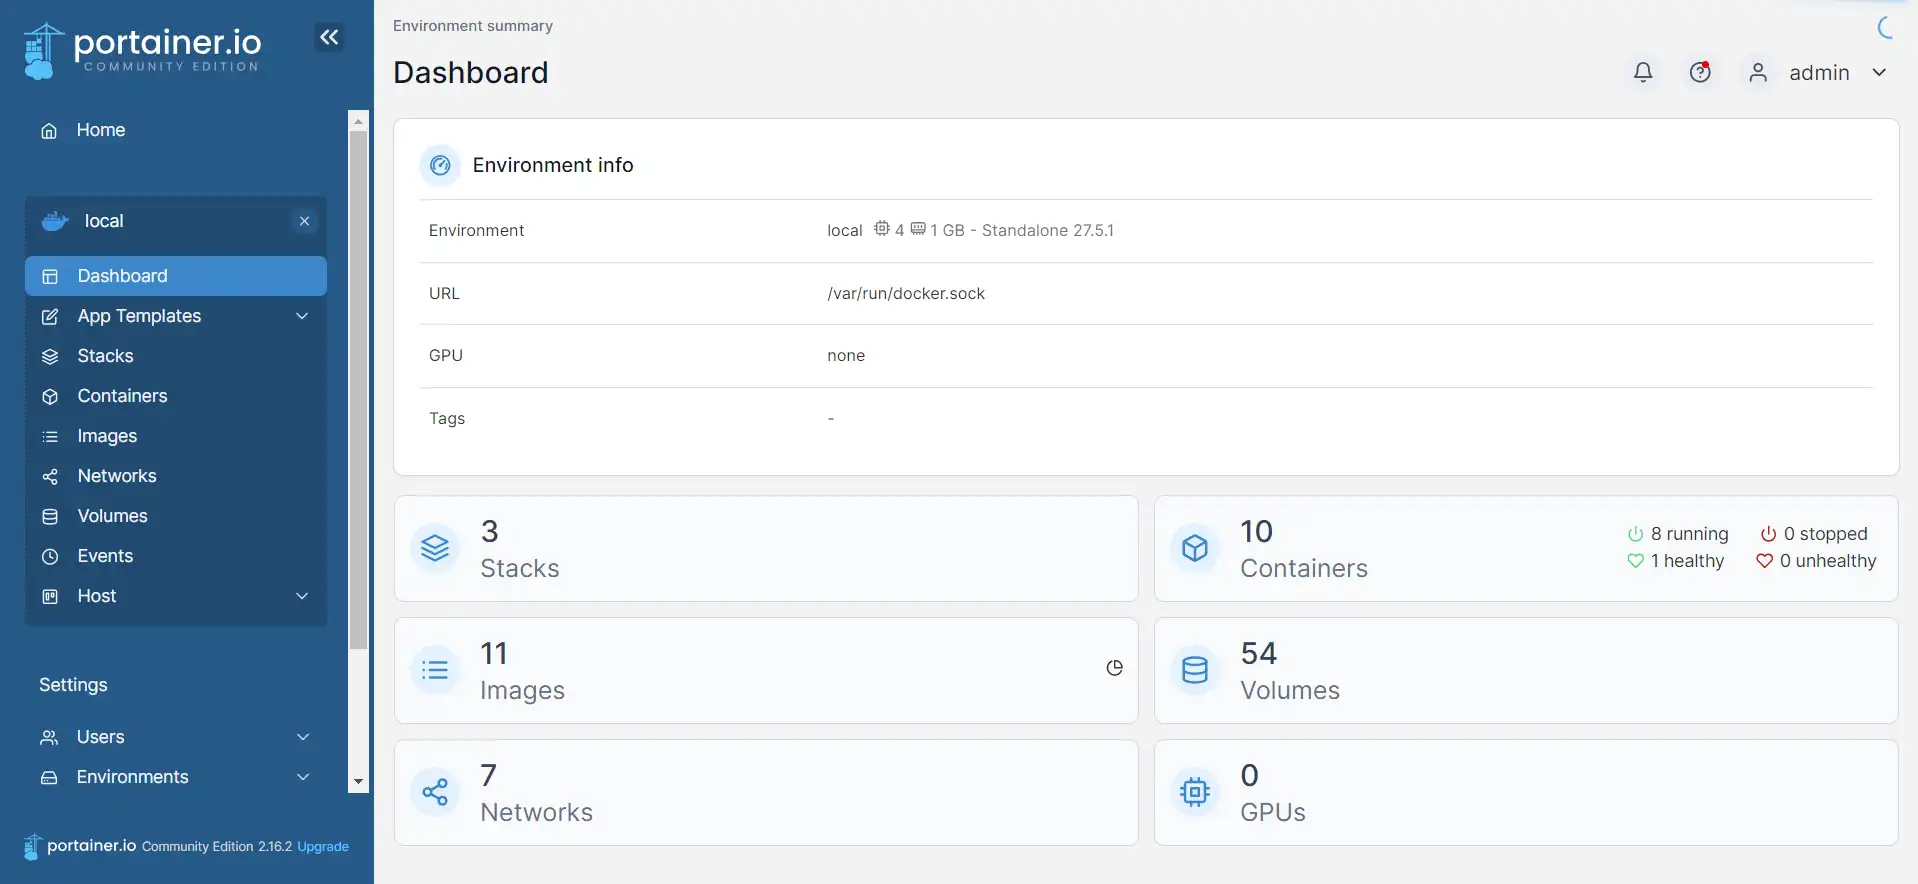 portainer.io
COMMUNITY EDITION
Home
local
Dashboard
App Templates
Stacks
Containers
Images
Networks
Volumes
Events
Host
Settings
Users
Environments
portainer.io Community Edition 2.16.2 Upgrade
Environment summary
Dashboard
admin
Environment info
Environment local 4 1 GB - Standalone 27.5.1
URL /var/run/docker.sock
GPU none
Tags -
3
Stacks
10
Containers
8 running 0 stopped
1 healthy 0 unhealthy
11
Images
54
Volumes
7
Networks
0
GPUs